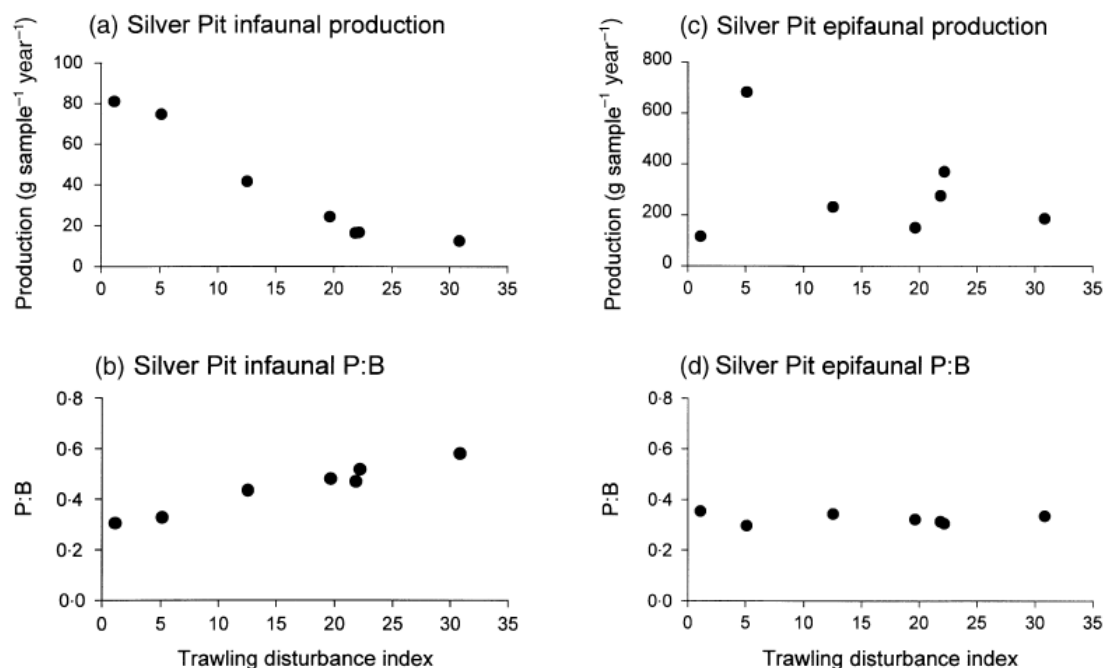 (a) Silver Pit infaunal production
Production (g sample⁻¹ year⁻¹)
100
80
60
40
20
0
0 5 10 15 20 25 30 35
(b) Silver Pit infaunal P:B
P:B
0·8
0·6
0·4
0·2
0·0
0 5 10 15 20 25 30 35
Trawling disturbance index
(c) Silver Pit epifaunal production
Production (g sample⁻¹ year⁻¹)
800
600
400
200
0
0 5 10 15 20 25 30 35
(d) Silver Pit epifaunal P:B
P:B
0·8
0·6
0·4
0·2
0·0
0 5 10 15 20 25 30 35
Trawling disturbance index